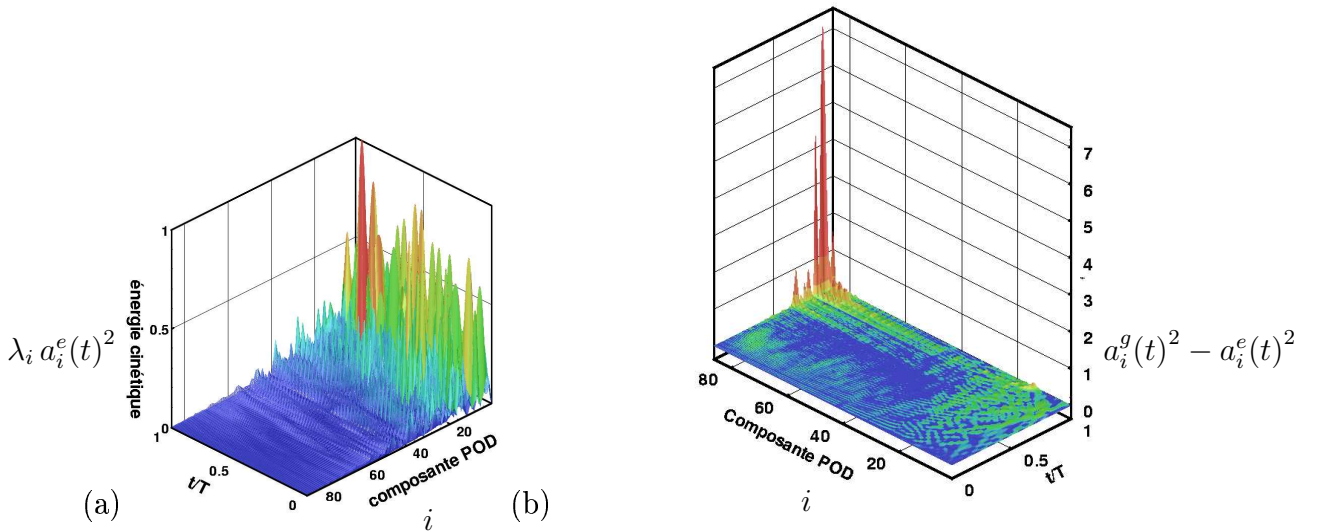 1
0.5
0
énergie cinétique
λ_i a_i^e(t)^2
1
0.5
0
t/T
80
60
40
20
composante POD
i
(a)
7
6
5
4
3
2
1
0
a_i^g(t)^2 − a_i^e(t)^2
80
60
40
20
0
Composante POD
i
1
0.5
t/T
(b)